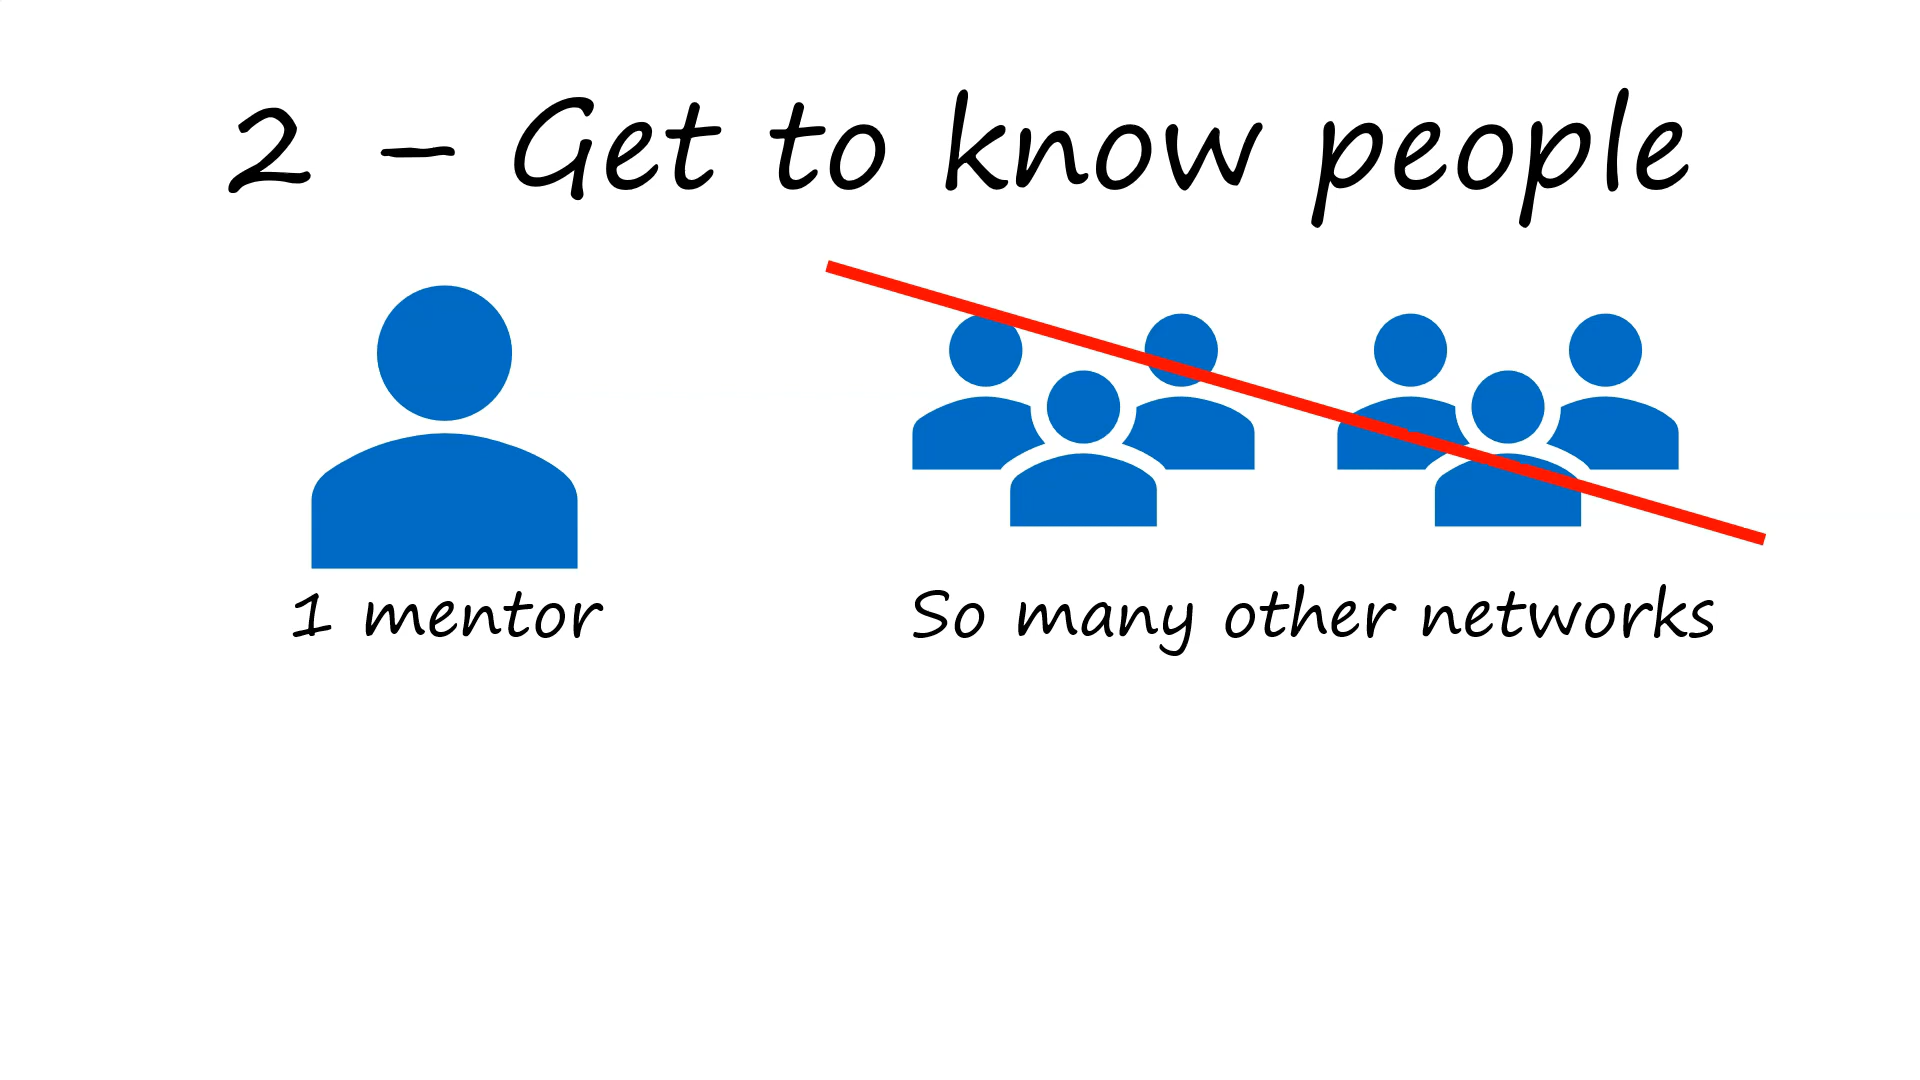 2 – Get to know people
1 mentor
So many other networks